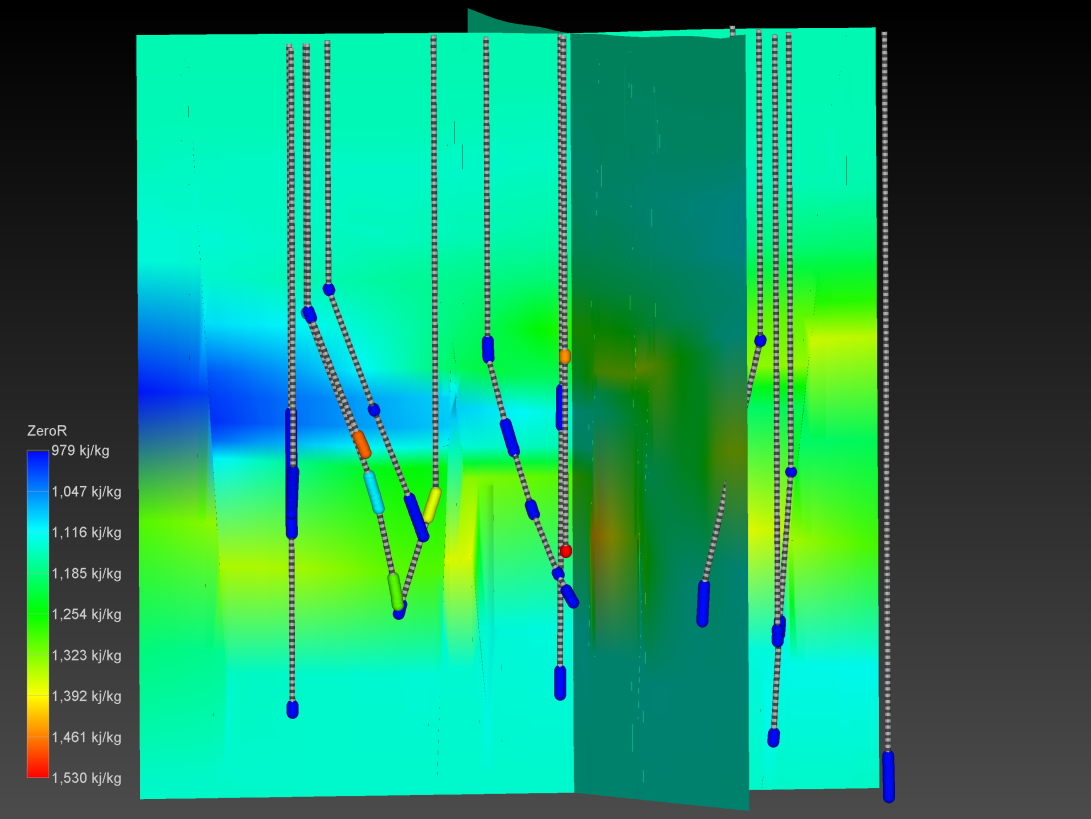 ZeroR
979 kj/kg
1,047 kj/kg
1,116 kj/kg
1,185 kj/kg
1,254 kj/kg
1,323 kj/kg
1,392 kj/kg
1,461 kj/kg
1,530 kj/kg